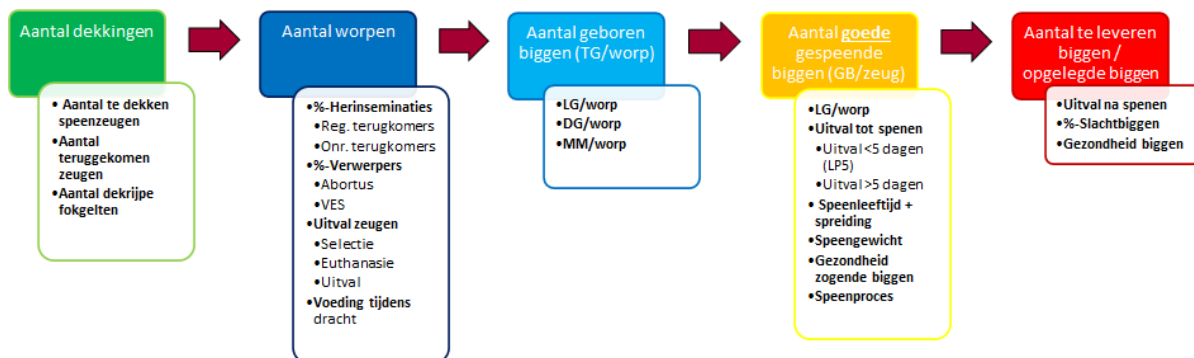 Aantal dekkingen
• Aantal te dekken
speenzeugen
•Aantal
teruggekomen
zeugen
•Aantal dekrijpe
fokgelten
Aantal worpen
•%-Herinseminaties
•Reg. terugkomers
•Onr. terugkomers
•%-Verwerpers
•Abortus
•VES
•Uitval zeugen
•Selectie
•Euthanasie
•Uitval
•Voeding tijdens
dracht
Aantal geboren
biggen (TG/worp)
•LG/worp
•DG/worp
•MM/worp
Aantal goede
gespeende
biggen (GB/zeug)
•LG/worp
•Uitval tot spenen
•Uitval <5 dagen
(LP5)
•Uitval >5 dagen
• Speenleeftijd +
spreiding
•Speengewicht
•Gezondheid
zogende biggen
•Speenproces
Aantal te leveren
biggen /
opgelegde biggen
•Uitval na spenen
•%-Slachtbiggen
•Gezondheid biggen